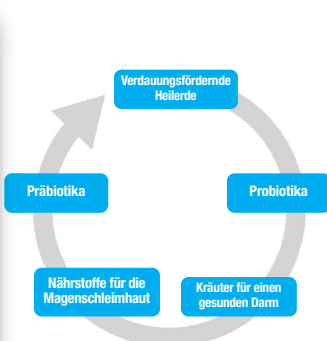 Verdauungsfördernde
Heilerde
Präbiotika
Probiotika
Nährstoffe für die
Magenschleimhaut
Kräuter für einen
gesunden Darm